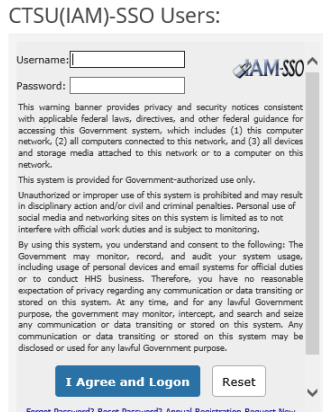 CTSU(IAM)-SSO Users:
Username:
IAM-SSO
Password:
This warning banner provides privacy and security notices consistent
with applicable federal laws, directives, and other federal guidance for
accessing this Government system, which includes (1) this computer
network, (2) all computers connected to this network, and (3) all devices
and storage media attached to this network or to a computer on this
network.
This system is provided for Government-authorized use only.
Unauthorized or improper use of this system is prohibited and may result
in disciplinary action and/or civil and criminal penalties. Personal use of
social media and networking sites on this system is limited as to not
interfere with official work duties and is subject to monitoring.
By using this system, you understand and consent to the following: The
Government may monitor, record, and audit your system usage,
including usage of personal devices and email systems for official duties
or to conduct HHS business. Therefore, you have no reasonable
expectation of privacy regarding any communication or data transiting or
stored on this system. At any time, and for any lawful Government
purpose, the government may monitor, intercept, and search and seize
any communication or data transiting or stored on this system. Any
communication or data transiting or stored on this system may be
disclosed or used for any lawful Government purpose.
I Agree and Logon
Reset
Forgot Password? Reset Password? Annual Registration Request New